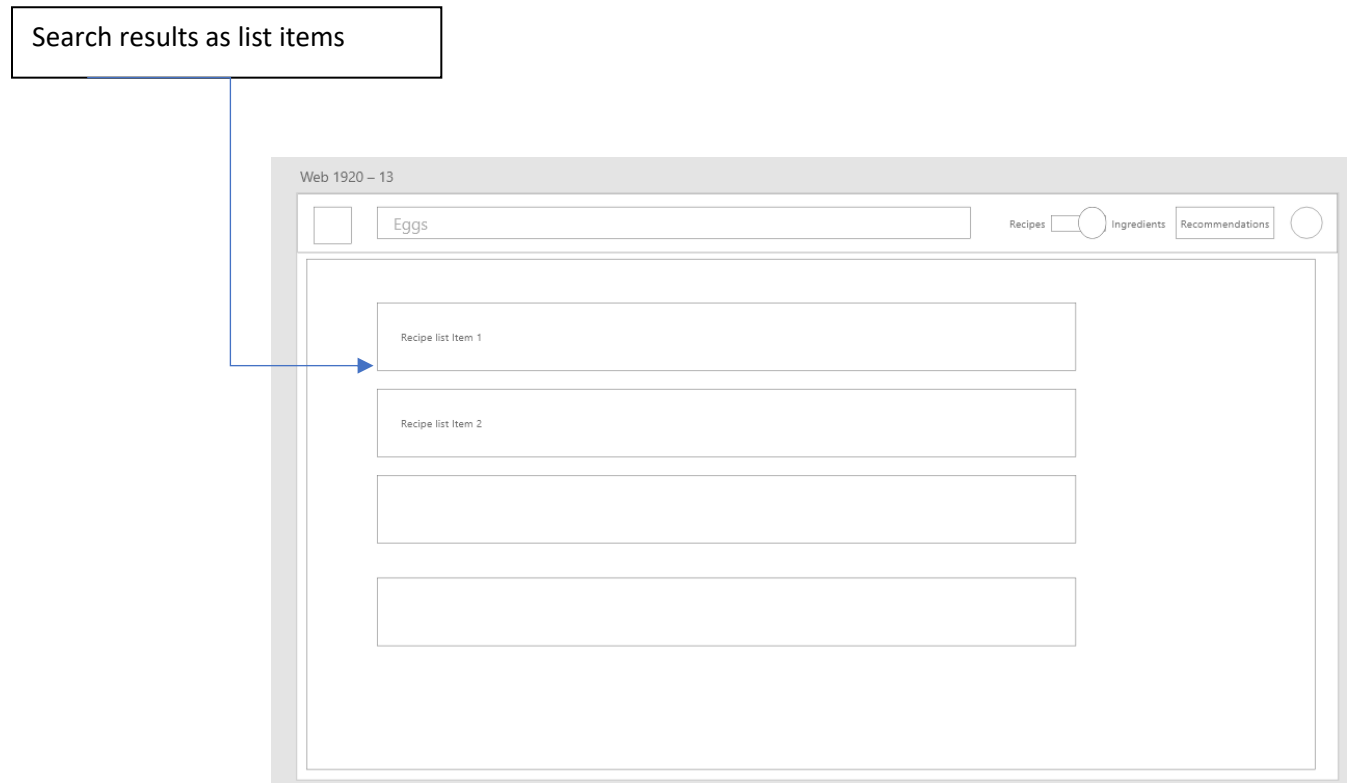 Search results as list items
Web 1920 – 13
Eggs
Recipes
Ingredients
Recommendations
Recipe list Item 1
Recipe list Item 2